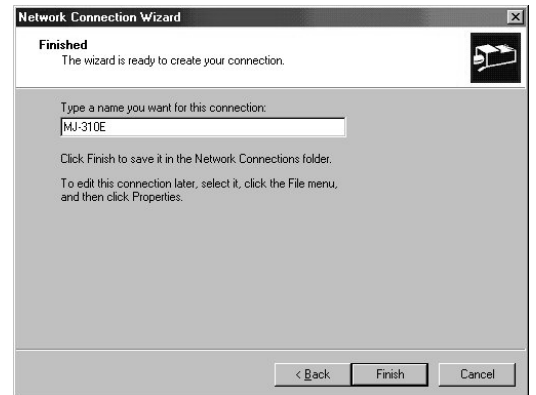 Network Connection Wizard
Finished
The wizard is ready to create your connection.
Type a name you want for this connection:
MJ-310E
Click Finish to save it in the Network Connections folder.
To edit this connection later, select it, click the File menu,
and then click Properties.
< Back Finish Cancel